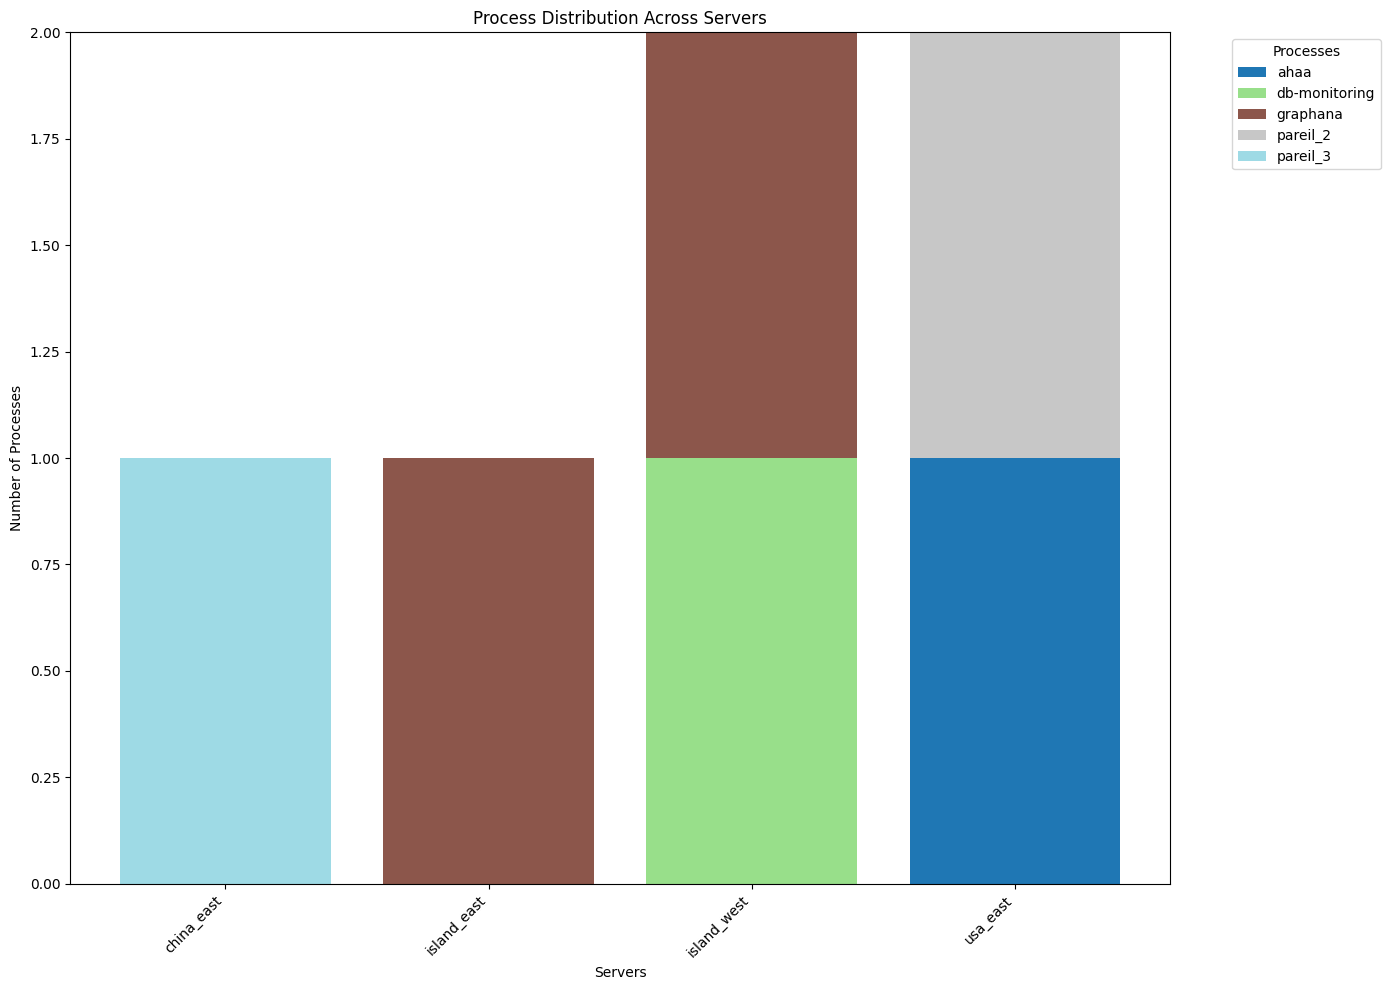 Process Distribution Across Servers
2.00
1.75
1.50
1.25
1.00
0.75
0.50
0.25
0.00
Number of Processes
china_east
island_east
island_west
usa_east
Servers
Processes
ahaa
db-monitoring
graphana
pareil_2
pareil_3